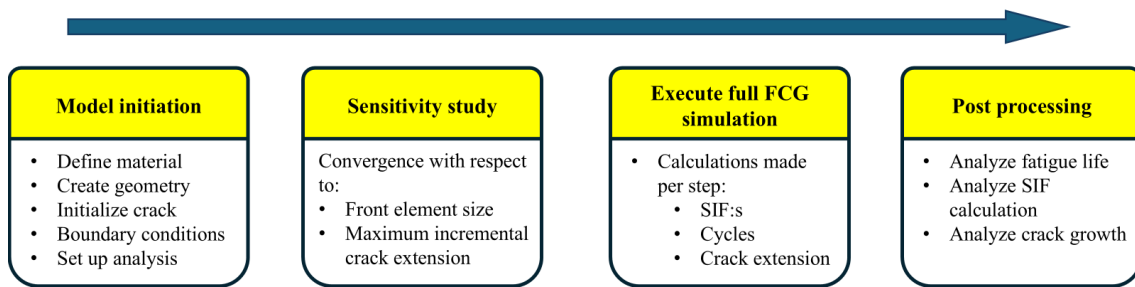 Model initiation
• Define material
• Create geometry
• Initialize crack
• Boundary conditions
• Set up analysis
Sensitivity study
Convergence with respect
to:
• Front element size
• Maximum incremental
crack extension
Execute full FCG
simulation
• Calculations made
per step:
• SIF:s
• Cycles
• Crack extension
Post processing
• Analyze fatigue life
• Analyze SIF
calculation
• Analyze crack growth